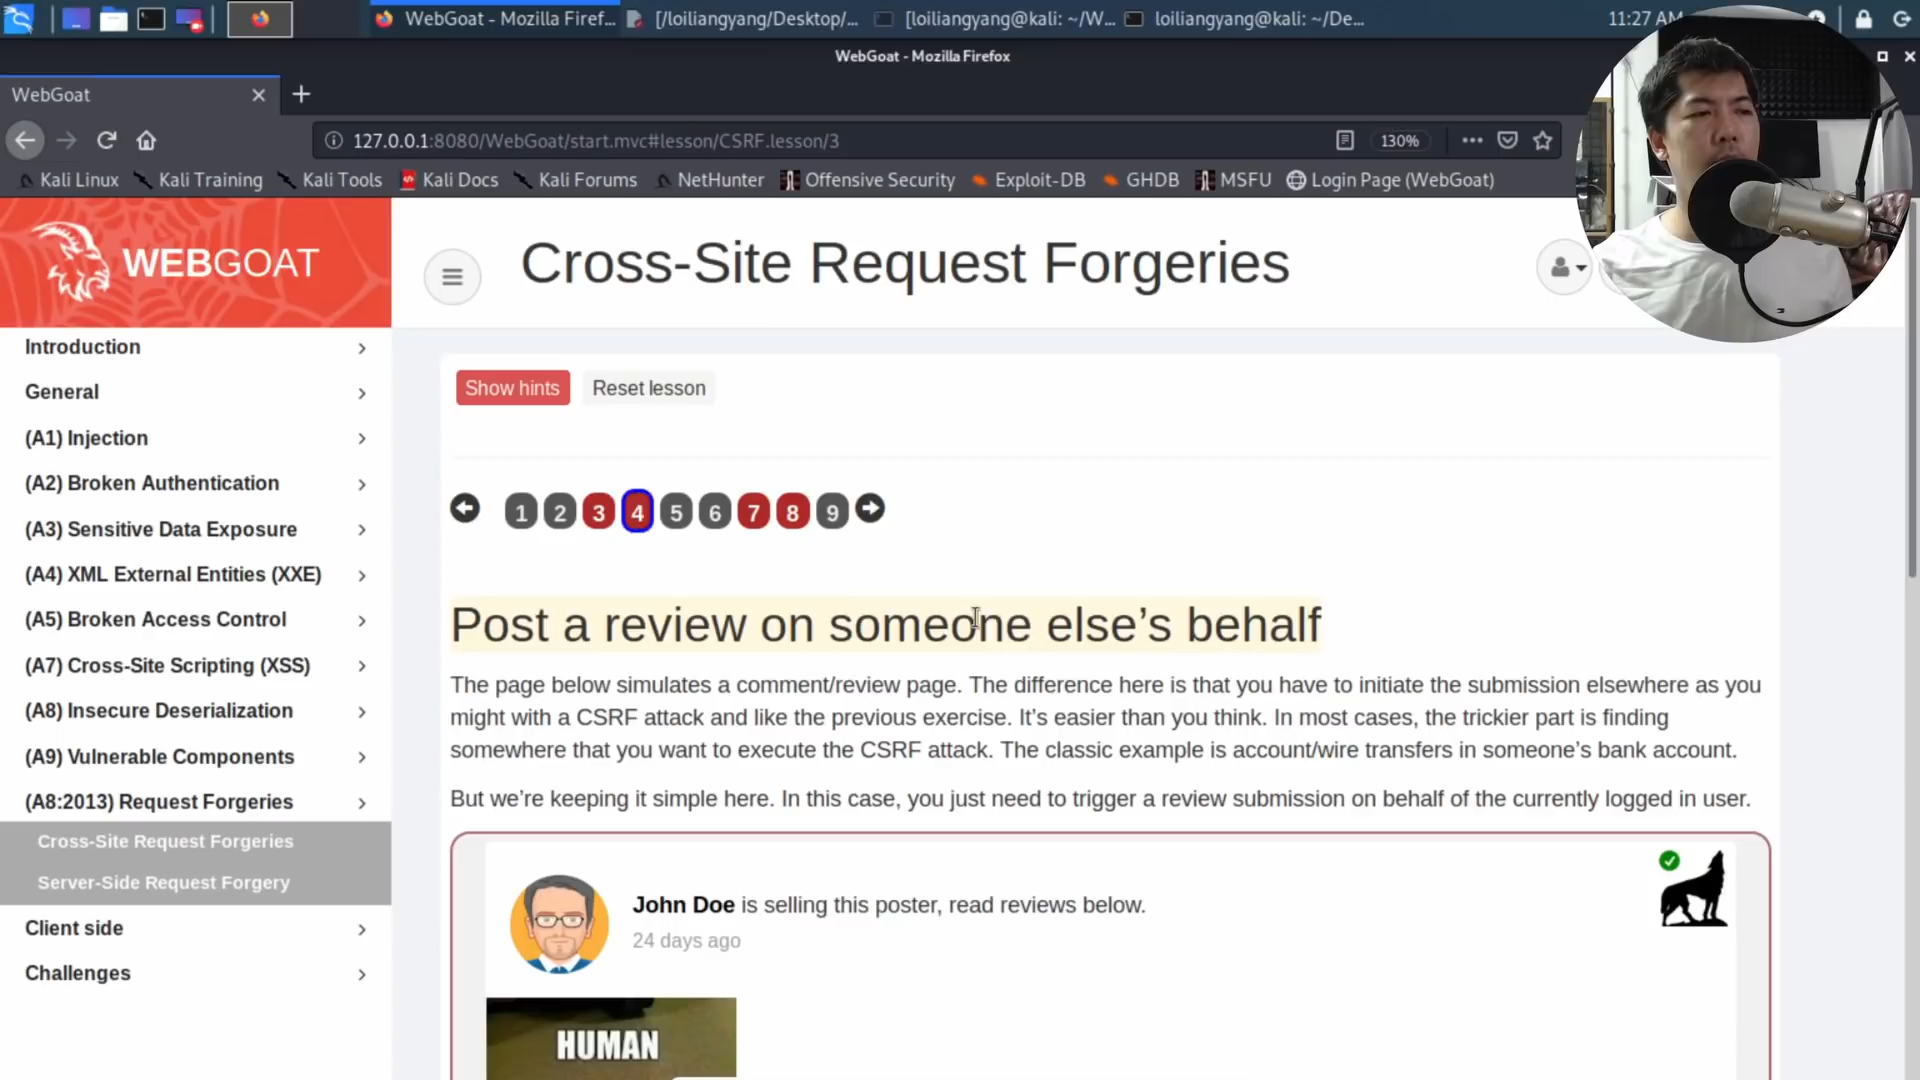 WebGoat - Mozilla Firef...
[/loiliangyang/Desktop/...
[loiliangyang@kali: ~/W...
loiliangyang@kali: ~/De...
11:27 AM
WebGoat - Mozilla Firefox
WebGoat
127.0.0.1:8080/WebGoat/start.mvc#lesson/CSRF.lesson/3
130%
Kali Linux
Kali Training
Kali Tools
Kali Docs
Kali Forums
NetHunter
Offensive Security
Exploit-DB
GHDB
MSFU
Login Page (WebGoat)
WEBGOAT
Cross-Site Request Forgeries
Introduction
General
(A1) Injection
(A2) Broken Authentication
(A3) Sensitive Data Exposure
(A4) XML External Entities (XXE)
(A5) Broken Access Control
(A7) Cross-Site Scripting (XSS)
(A8) Insecure Deserialization
(A9) Vulnerable Components
(A8:2013) Request Forgeries
Cross-Site Request Forgeries
Server-Side Request Forgery
Client side
Challenges
Show hints
Reset lesson
1 2 3 4 5 6 7 8 9
Post a review on someone else’s behalf
The page below simulates a comment/review page. The difference here is that you have to initiate the submission elsewhere as you
might with a CSRF attack and like the previous exercise. It’s easier than you think. In most cases, the trickier part is finding
somewhere that you want to execute the CSRF attack. The classic example is account/wire transfers in someone’s bank account.
But we’re keeping it simple here. In this case, you just need to trigger a review submission on behalf of the currently logged in user.
John Doe is selling this poster, read reviews below.
24 days ago
HUMAN